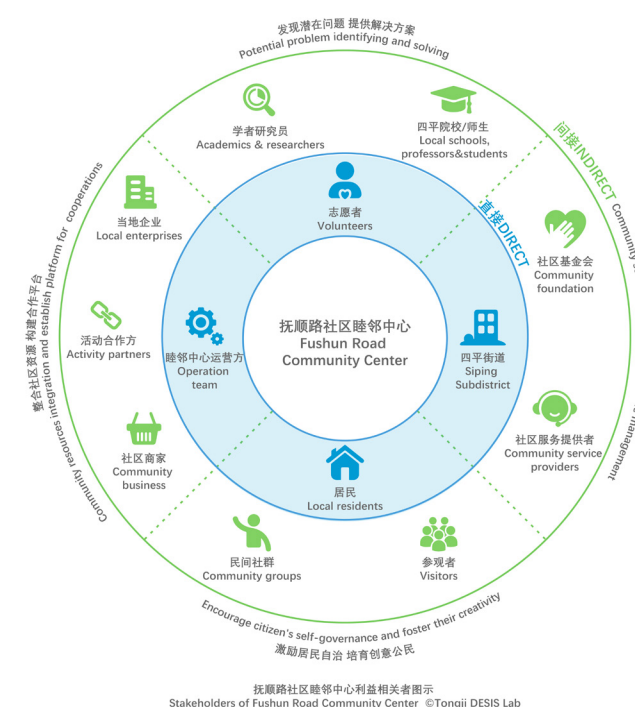 发现潜在问题 提供解决方案
Potential problem identifying and solving
学者研究员
Academics & researchers
四平院校/师生
Local schools,
professors&students
间接INDIRECT
当地企业
Local enterprises
志愿者
Volunteers
直接DIRECT
社区基金会
Community
foundation
整合社区资源 构建合作平台
Community resources integration and establish platform for cooperations
活动合作方
Activity partners
睦邻中心运营方
Operation
team
抚顺路社区睦邻中心
Fushun Road
Community Center
四平街道
Siping
Subdistrict
Community
management
社区商家
Community
business
社区服务提供者
Community service
providers
居民
Local residents
民间社群
Community groups
参观者
Visitors
Encourage citizen's self-governance and foster their creativity
激励居民自治 培育创意公民
抚顺路社区睦邻中心利益相关者图示
Stakeholders of Fushun Road Community Center ©Tongji DESIS Lab